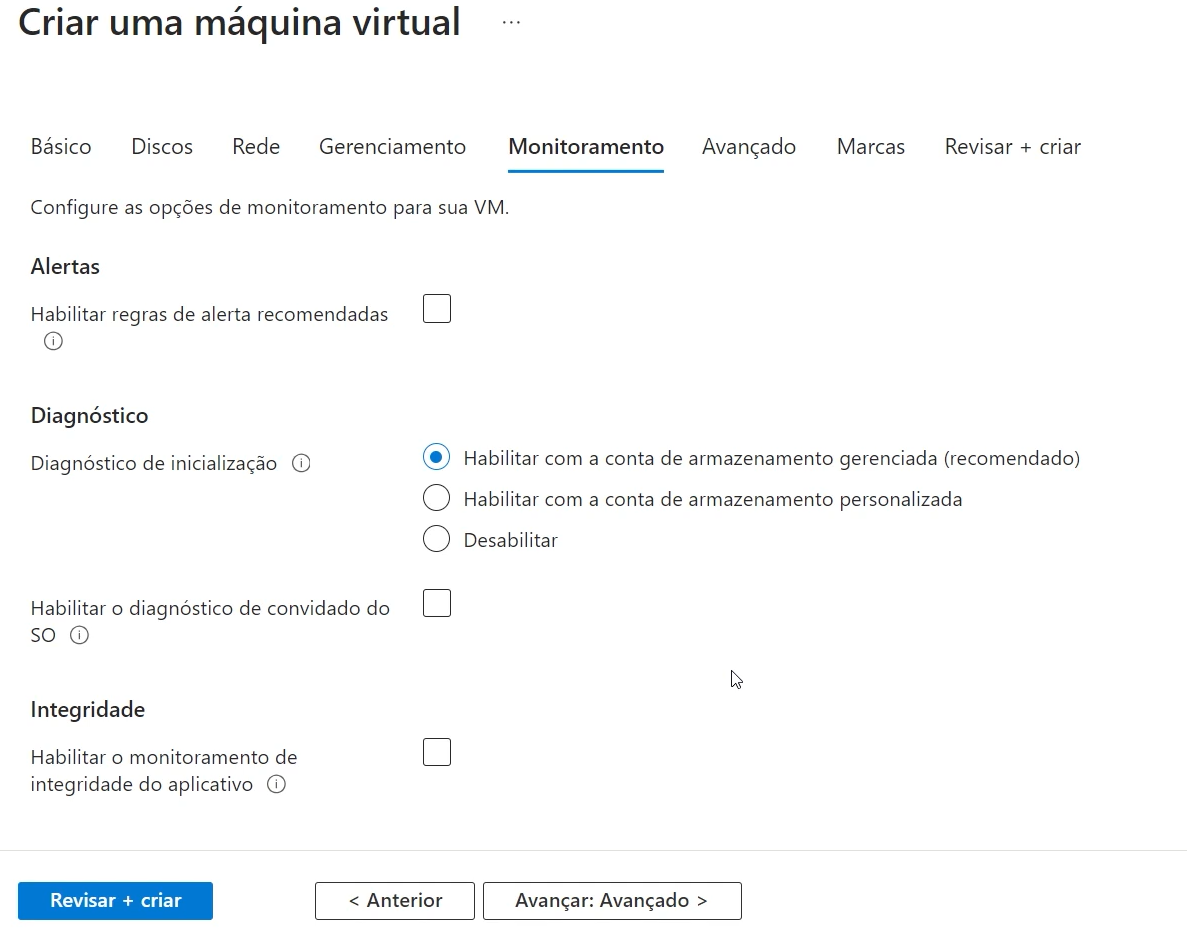 Criar uma máquina virtual ...
Básico Discos Rede Gerenciamento Monitoramento Avançado Marcas Revisar + criar
Configure as opções de monitoramento para sua VM.
Alertas
Habilitar regras de alerta recomendadas
Diagnóstico
Diagnóstico de inicialização
Habilitar com a conta de armazenamento gerenciada (recomendado)
Habilitar com a conta de armazenamento personalizada
Desabilitar
Habilitar o diagnóstico de convidado do
SO
Integridade
Habilitar o monitoramento de
integridade do aplicativo
Revisar + criar
< Anterior
Avançar: Avançado >